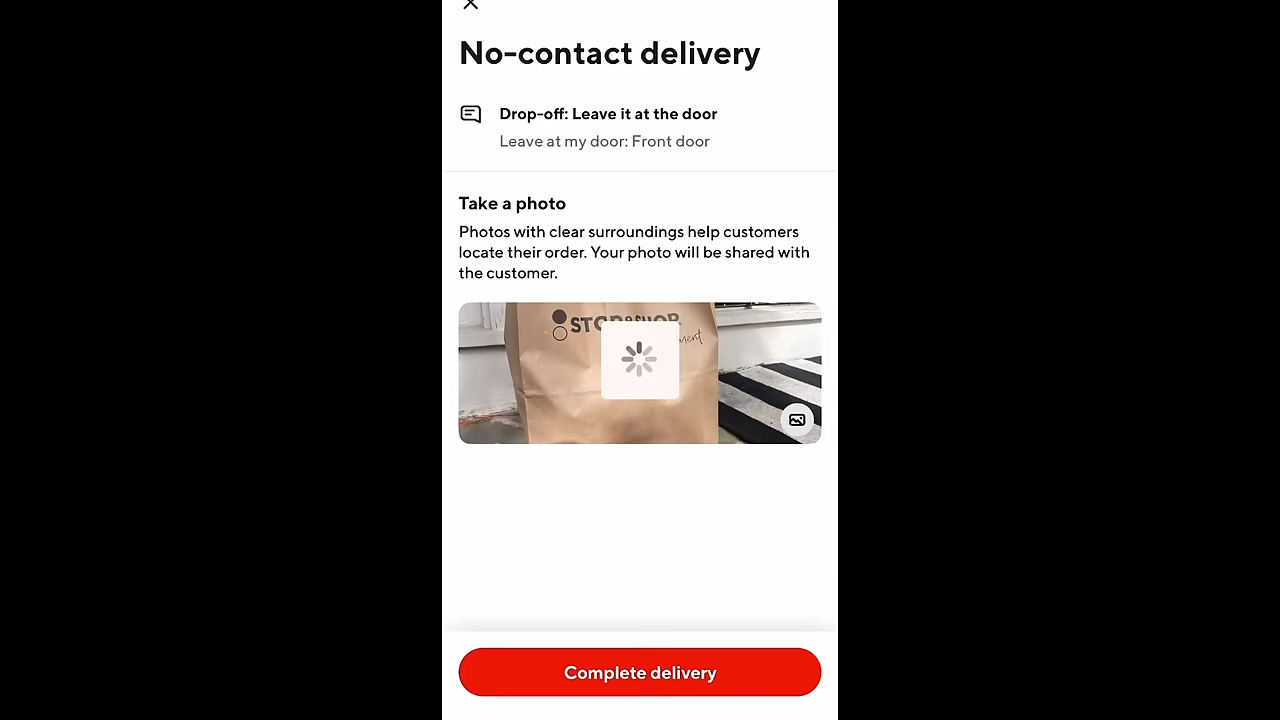 No-contact delivery
Drop-off: Leave it at the door
Leave at my door: Front door
Take a photo
Photos with clear surroundings help customers
locate their order. Your photo will be shared with
the customer.
Complete delivery